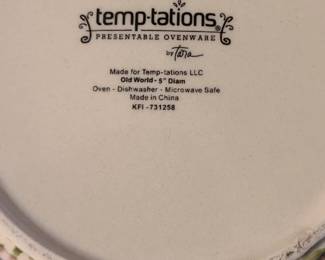 temp-tations®
PRESENTABLE OVENWARE
by Tara
Made for Temp-tations LLC
Old World - 5" Diam
Oven - Dishwasher - Microwave Safe
Made in China
KFI -731258